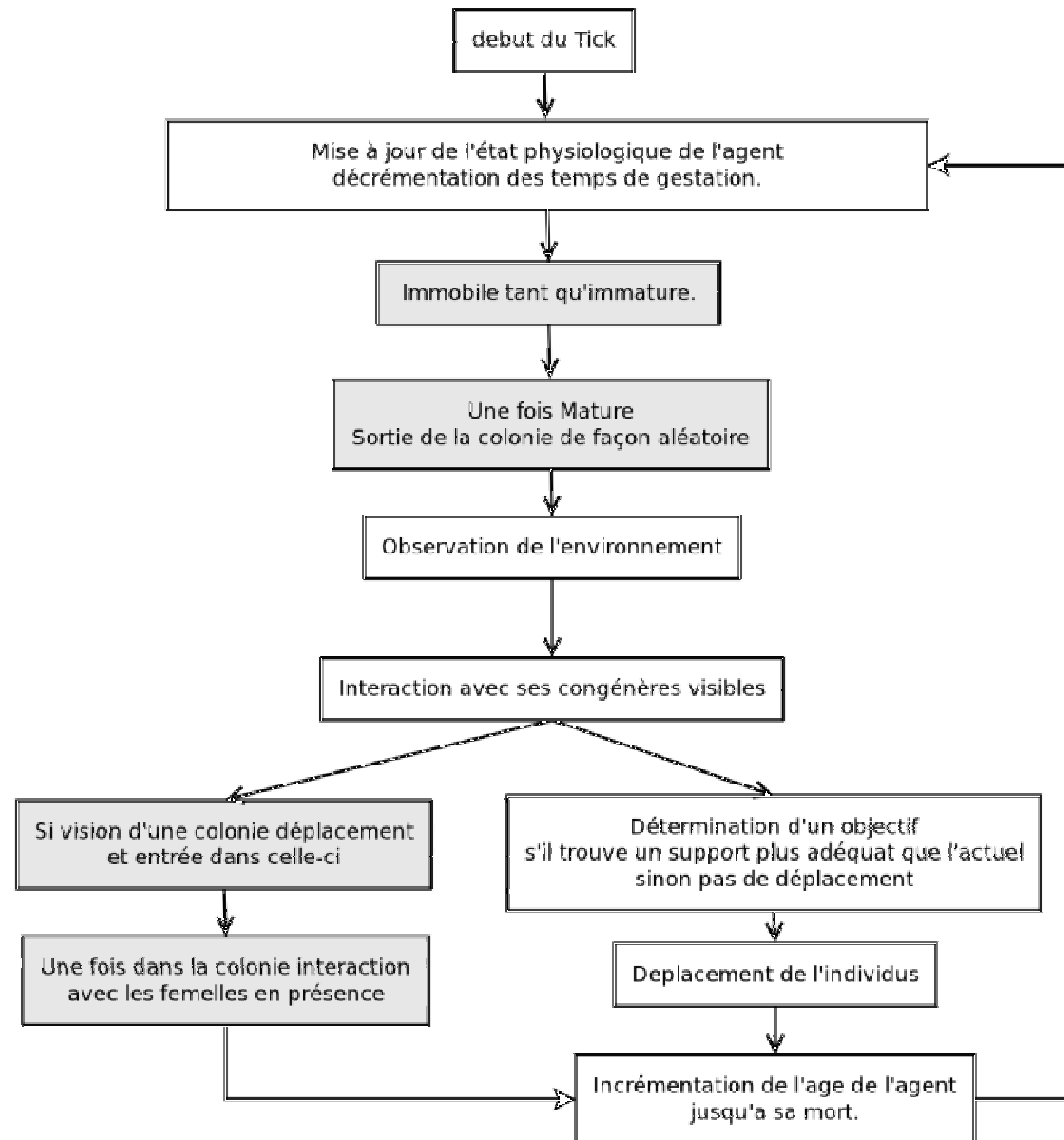 debut du Tick
Mise à jour de l'état physiologique de l'agent
décrémentation des temps de gestation.
Immobile tant qu'immature.
Une fois Mature
Sortie de la colonie de façon aléatoire
Observation de l'environnement
Interaction avec ses congénères visibles
Si vision d'une colonie déplacement
et entrée dans celle-ci
Détermination d'un objectif
s'il trouve un support plus adéquat que l'actuel
sinon pas de déplacement
Une fois dans la colonie interaction
avec les femelles en présence
Deplacement de l'individus
Incrémentation de l'age de l'agent
jusqu'a sa mort.